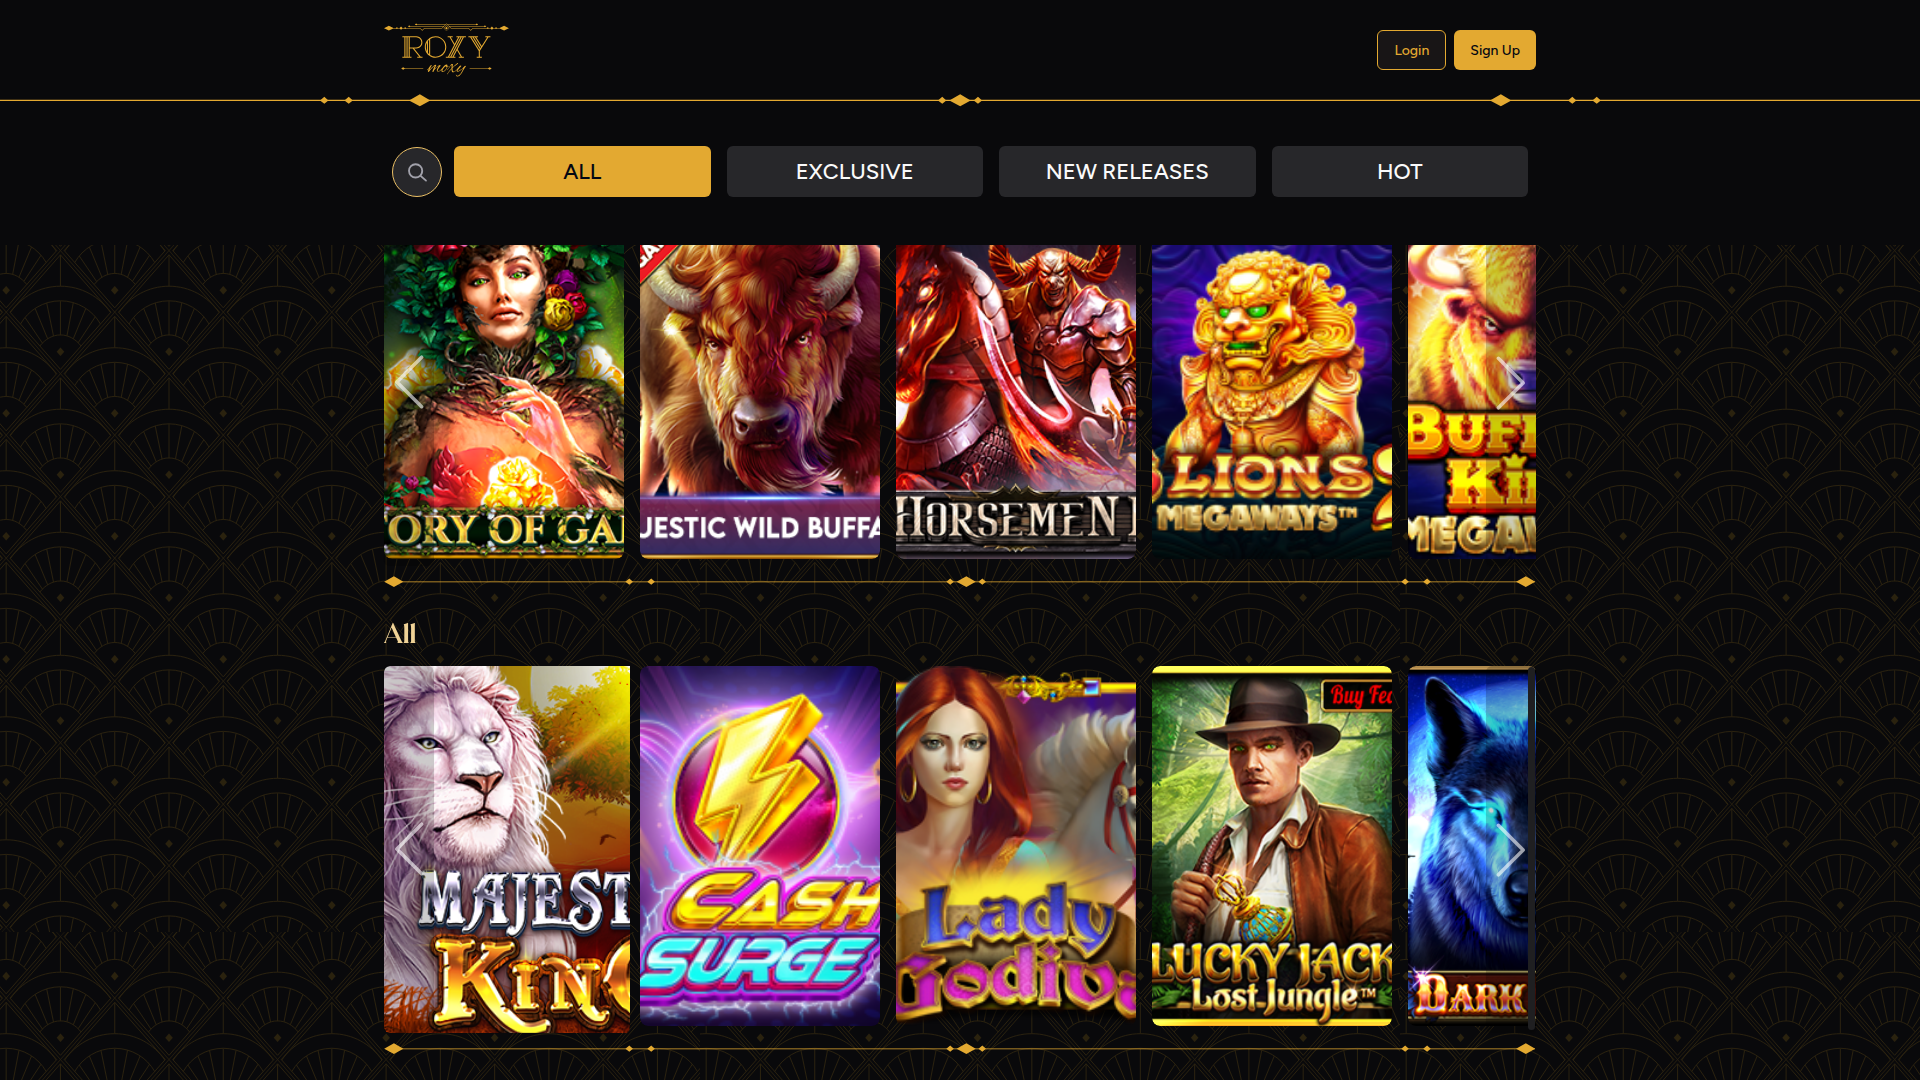 ROXY
moxy
Login
Sign Up
ALL
EXCLUSIVE
NEW RELEASES
HOT
ORY OF GA
JESTIC WILD BUFFA
HORSEMEN
LIONS 2
MEGAWAYS™
BUFF
KI
MEGAW
All
MAJEST
KING
CASH
SURGE
Lady
Godiva
Buy Fea
LUCKY JACK
Lost Jungle™
DARK